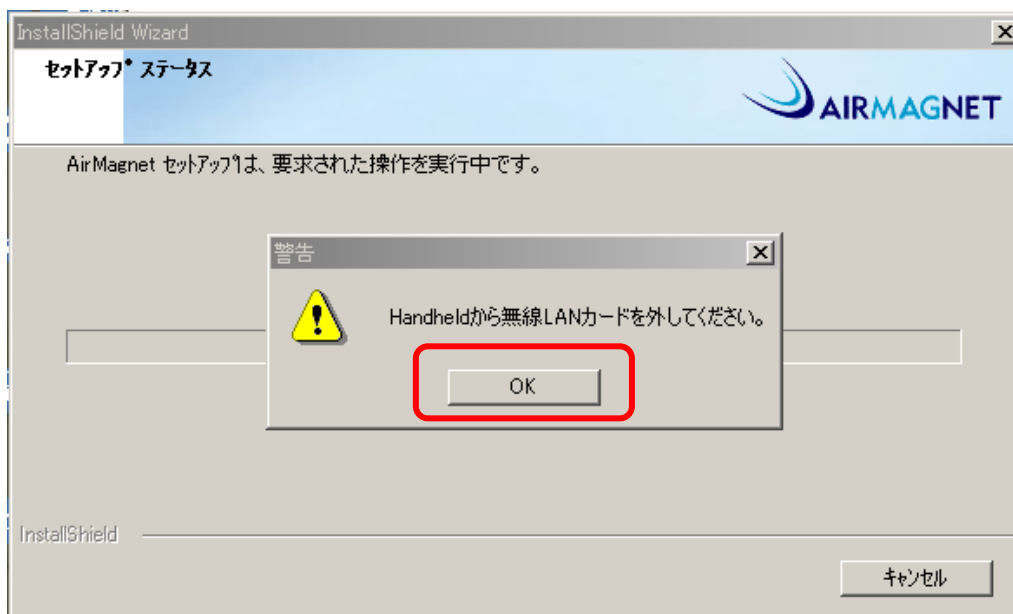 InstallShield Wizard
セットアップ ステータス
AIRMAGNET
AirMagnet セットアップは、要求された操作を実行中です。
警告
Handheldから無線LANカードを外してください。
OK
InstallShield
キャンセル